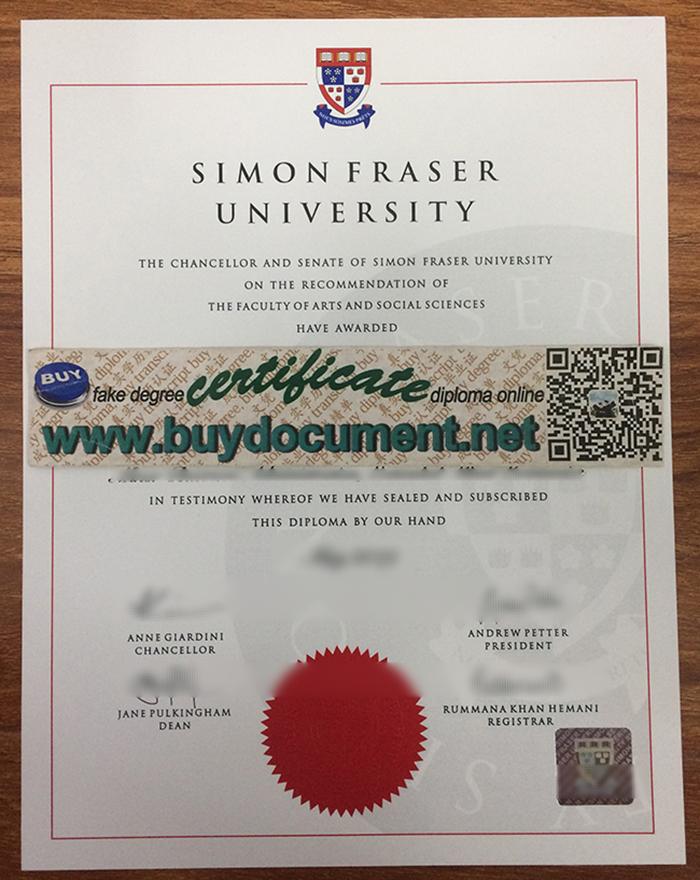 SIMON FRASER
UNIVERSITY
THE CHANCELLOR AND SENATE OF SIMON FRASER UNIVERSITY
ON THE RECOMMENDATION OF
THE FACULTY OF ARTS AND SOCIAL SCIENCES
HAVE AWARDED
BUY fake degree certificate diploma online
www.buydocument.net
IN TESTIMONY WHEREOF WE HAVE SEALED AND SUBSCRIBED
THIS DIPLOMA BY OUR HAND
ANNE GIARDINI
CHANCELLOR
ANDREW PETTER
PRESIDENT
JANE PULKINGHAM
DEAN
RUMMANA KHAN HEMANI
REGISTRAR